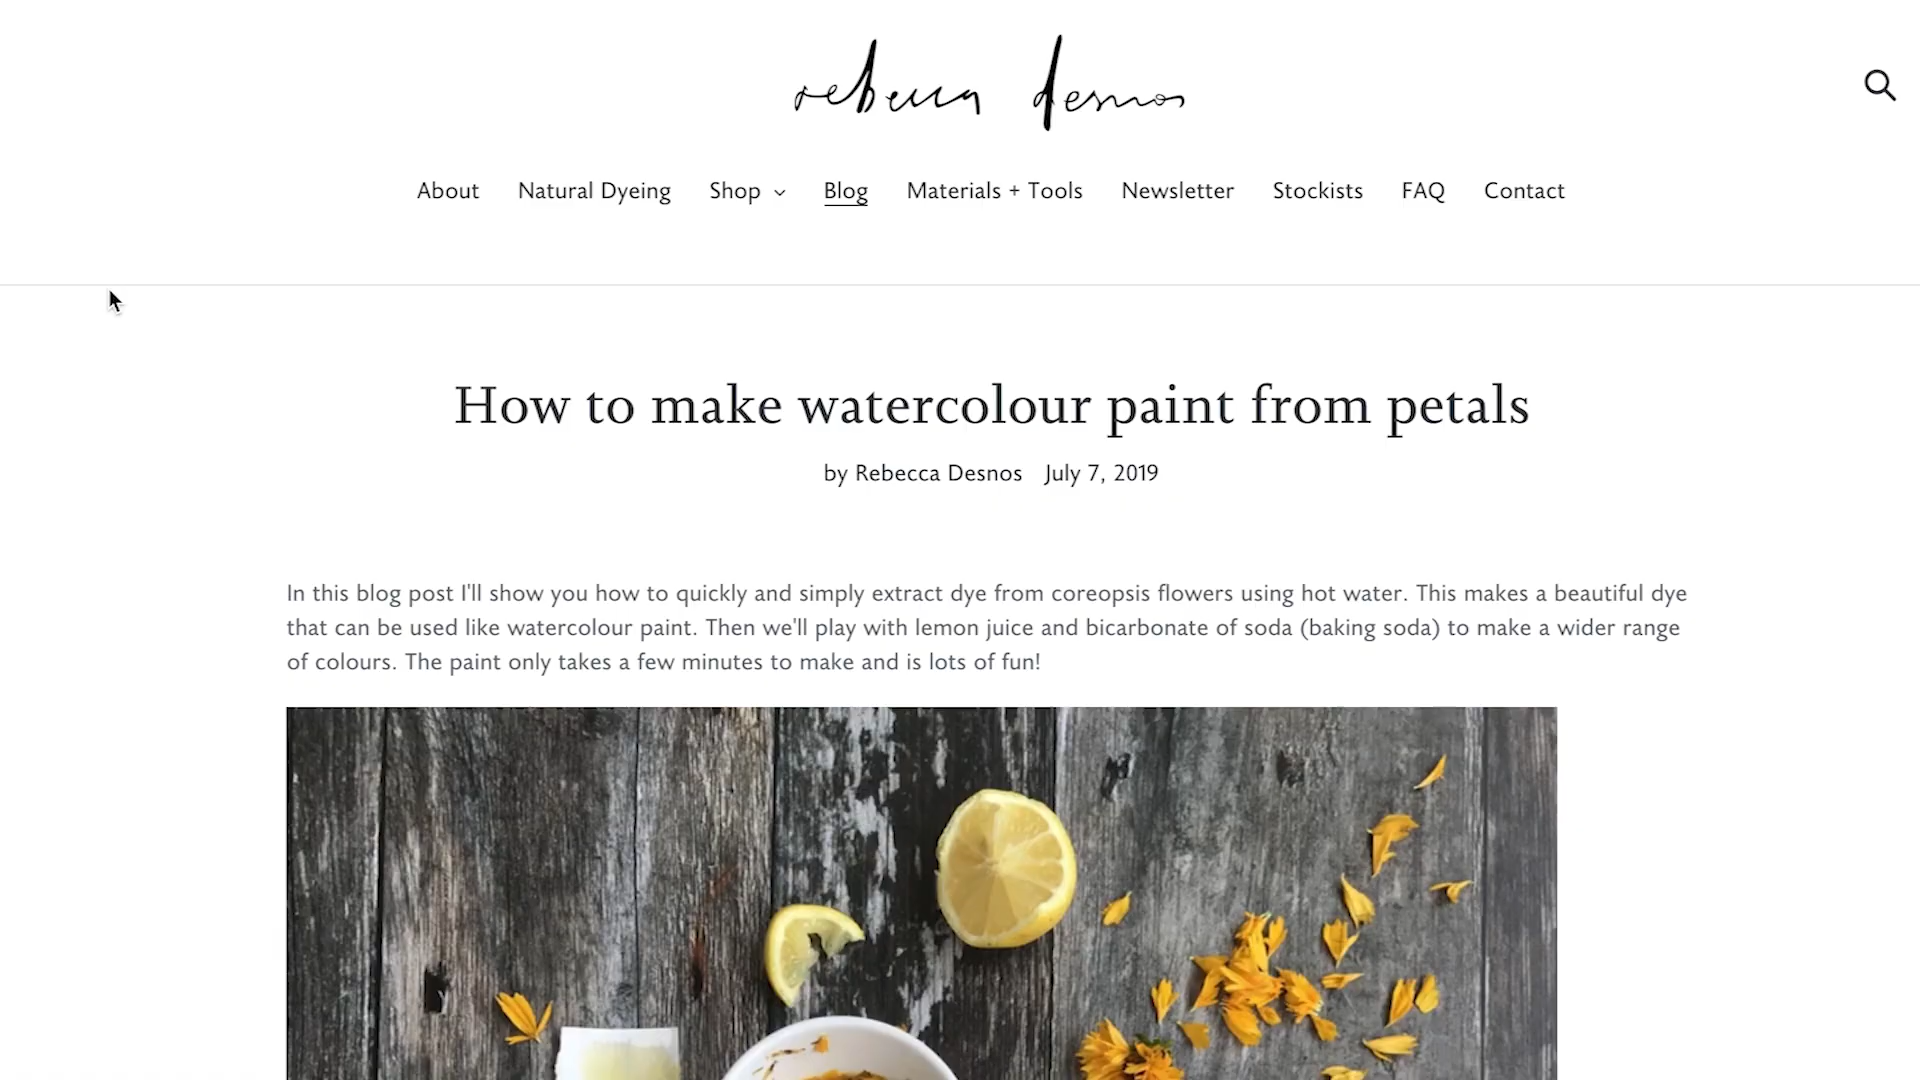 rebecca desnos
About Natural Dyeing Shop Blog Materials + Tools Newsletter Stockists FAQ Contact
How to make watercolour paint from petals
by Rebecca Desnos July 7, 2019
In this blog post I'll show you how to quickly and simply extract dye from coreopsis flowers using hot water. This makes a beautiful dye
that can be used like watercolour paint. Then we'll play with lemon juice and bicarbonate of soda (baking soda) to make a wider range
of colours. The paint only takes a few minutes to make and is lots of fun!